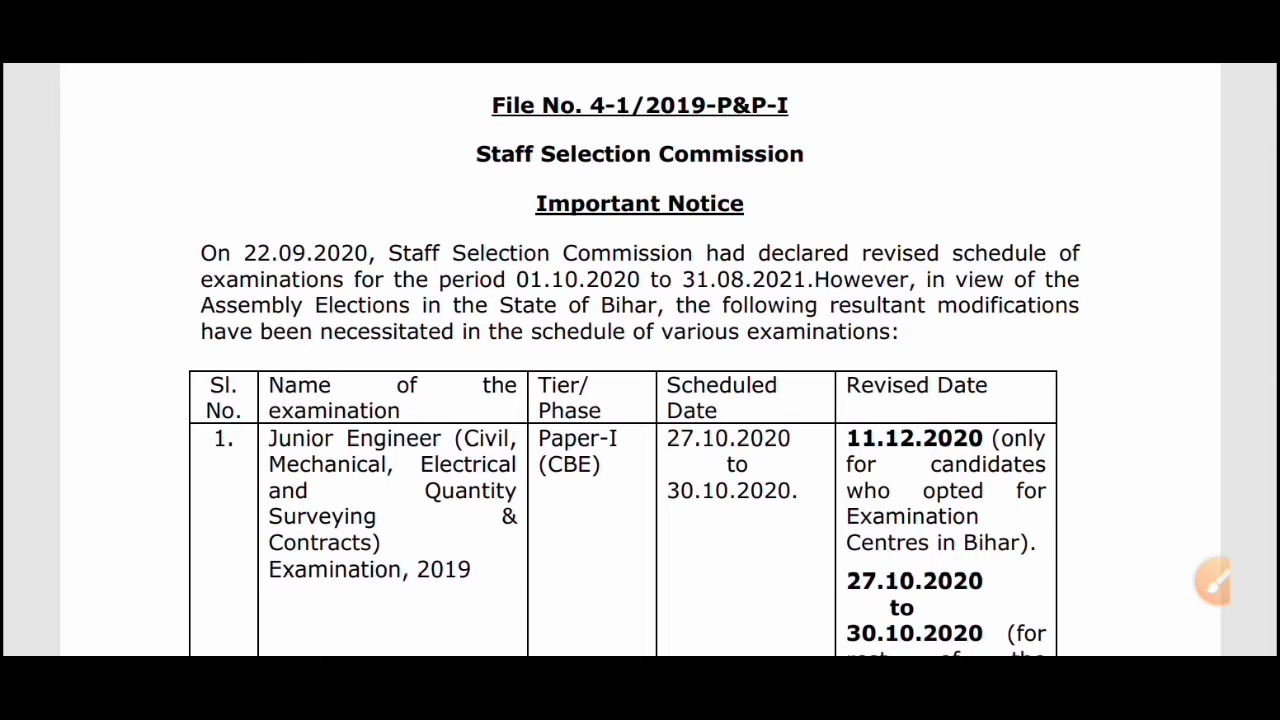 File No. 4-1/2019-P&P-I
Staff Selection Commission
Important Notice
On 22.09.2020, Staff Selection Commission had declared revised schedule of
examinations for the period 01.10.2020 to 31.08.2021.However, in view of the
Assembly Elections in the State of Bihar, the following resultant modifications
have been necessitated in the schedule of various examinations:
Sl. No.
Name of the examination
Tier/ Phase
Scheduled Date
Revised Date
1.
Junior Engineer (Civil,
Mechanical, Electrical
and Quantity
Surveying &
Contracts)
Examination, 2019
Paper-I
(CBE)
27.10.2020
to
30.10.2020.
11.12.2020 (only
for candidates
who opted for
Examination
Centres in Bihar).
27.10.2020
to
30.10.2020 (for